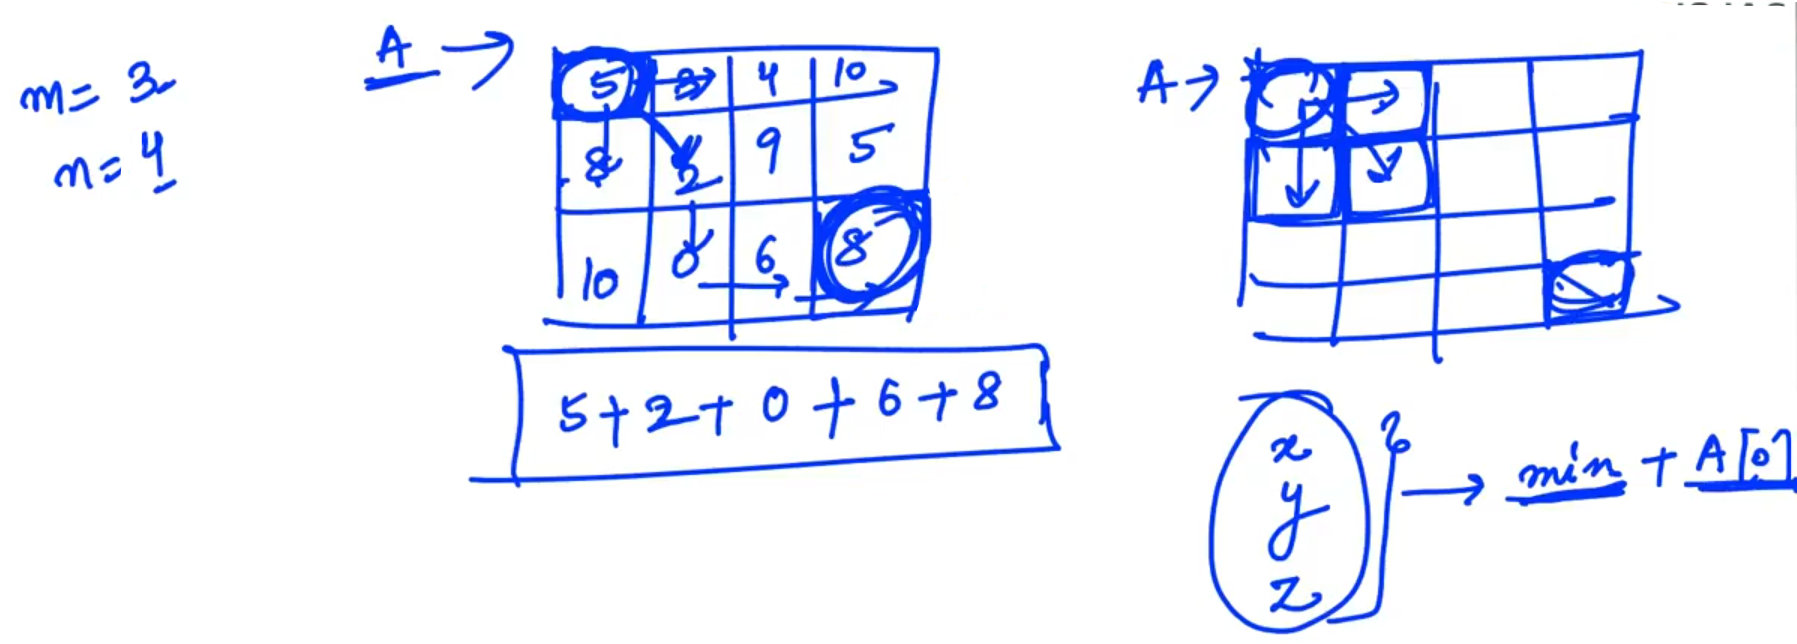 m = 3
n = 4
A →
5 3 4 10
8 2 9 5
10 0 6 8
5 + 2 + 0 + 6 + 8
A →
x
y
z
→ min + A[0]